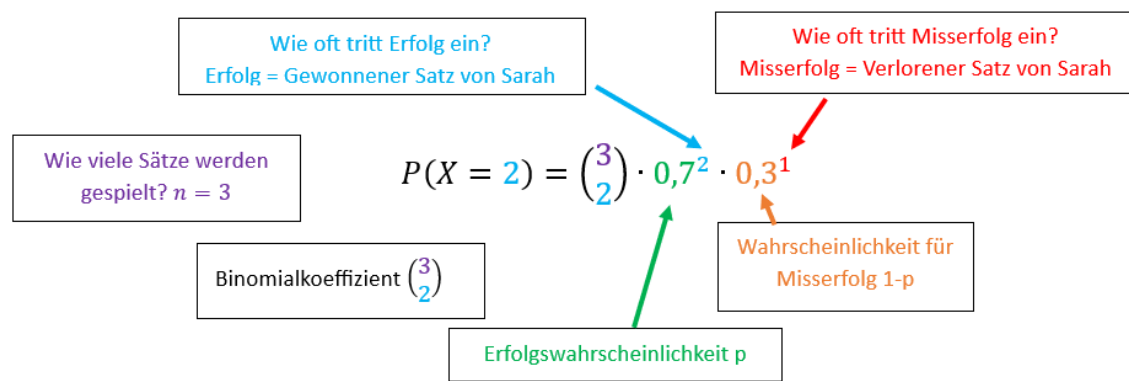 Wie oft tritt Erfolg ein?
Erfolg = Gewonnener Satz von Sarah
Wie oft tritt Misserfolg ein?
Misserfolg = Verlorener Satz von Sarah
Wie viele Sätze werden
gespielt? n = 3
P(X = 2) = (3 2) · 0,7² · 0,3¹
Binomialkoeffizient (3 2)
Wahrscheinlichkeit für
Misserfolg 1-p
Erfolgswahrscheinlichkeit p